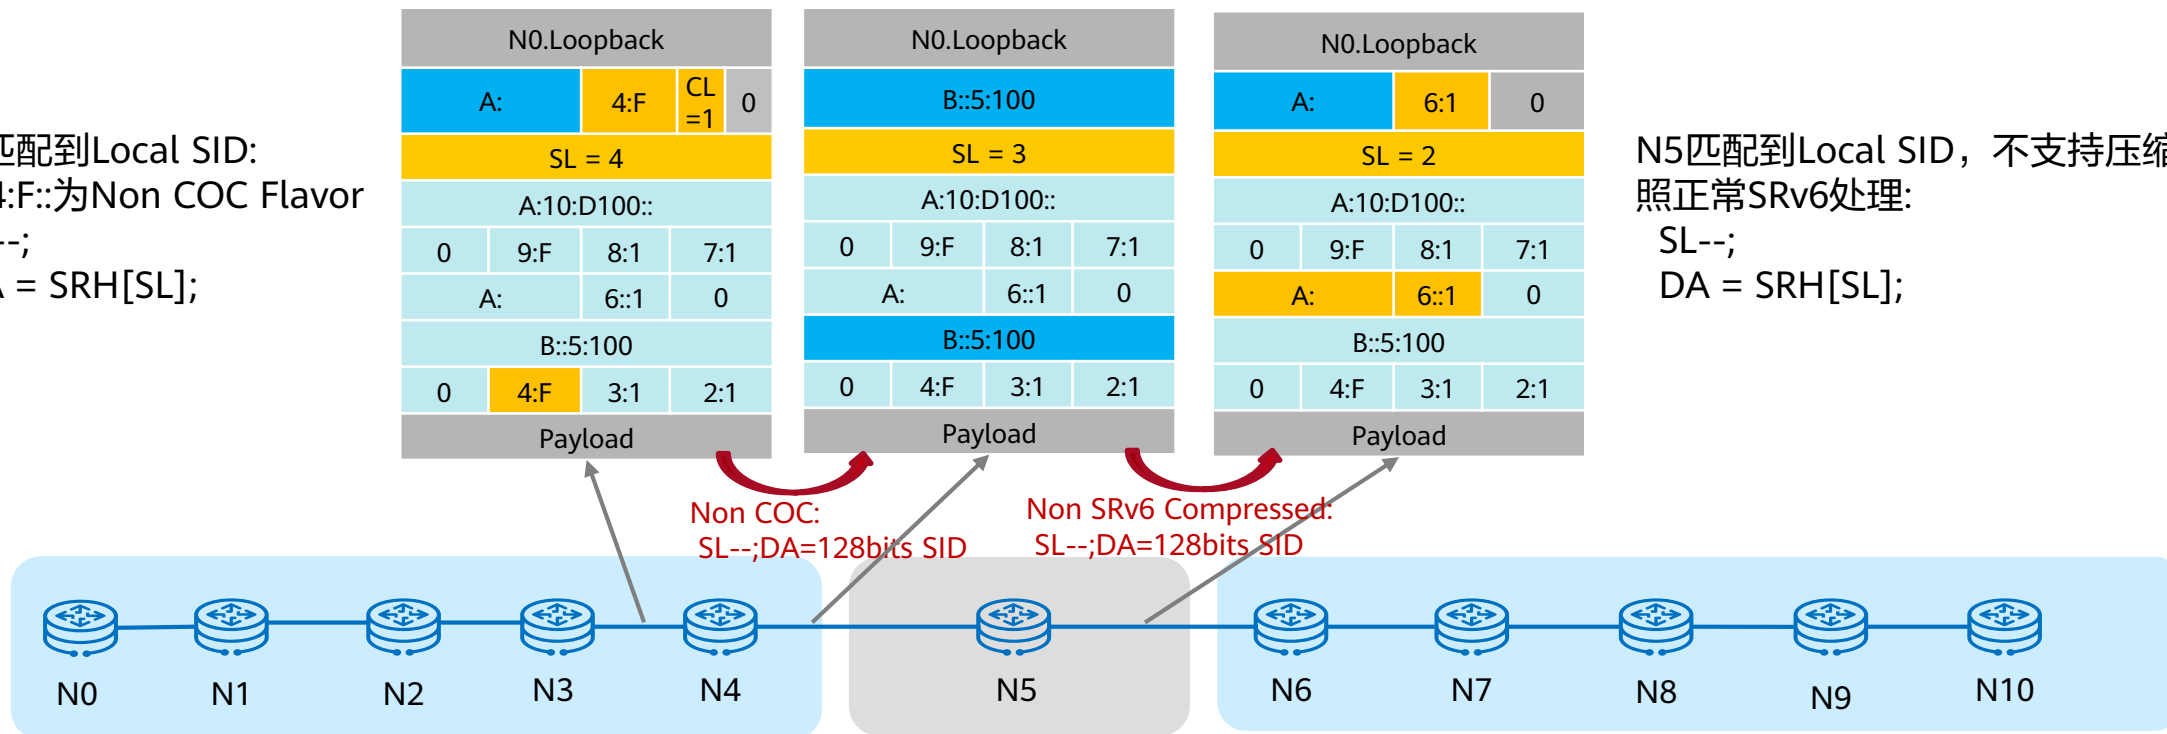 N0.Loopback
A: 4:F CL=1 0
SL = 4
A:10:D100::
0 9:F 8:1 7:1
A: 6::1 0
B::5:100
0 4:F 3:1 2:1
Payload
N0.Loopback
B::5:100
SL = 3
A:10:D100::
0 9:F 8:1 7:1
A: 6::1 0
B::5:100
0 4:F 3:1 2:1
Payload
N0.Loopback
A: 6:1 0
SL = 2
A:10:D100::
0 9:F 8:1 7:1
A: 6::1 0
B::5:100
0 4:F 3:1 2:1
Payload
匹配到Local SID:
4:F::为Non COC Flavor
--;
= SRH[SL];
N5匹配到Local SID，不支持压缩
照正常SRv6处理:
SL--;
DA = SRH[SL];
Non COC:
SL--;DA=128bits SID
Non SRv6 Compressed:
SL--;DA=128bits SID
N0 N1 N2 N3 N4 N5 N6 N7 N8 N9 N10